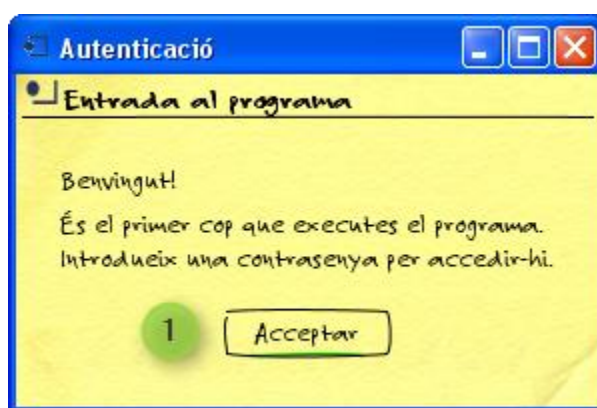 Autenticació
Entrada al programa
Benvingut!
És el primer cop que executes el programa.
Introdueix una contrasenya per accedir-hi.
1 Acceptar